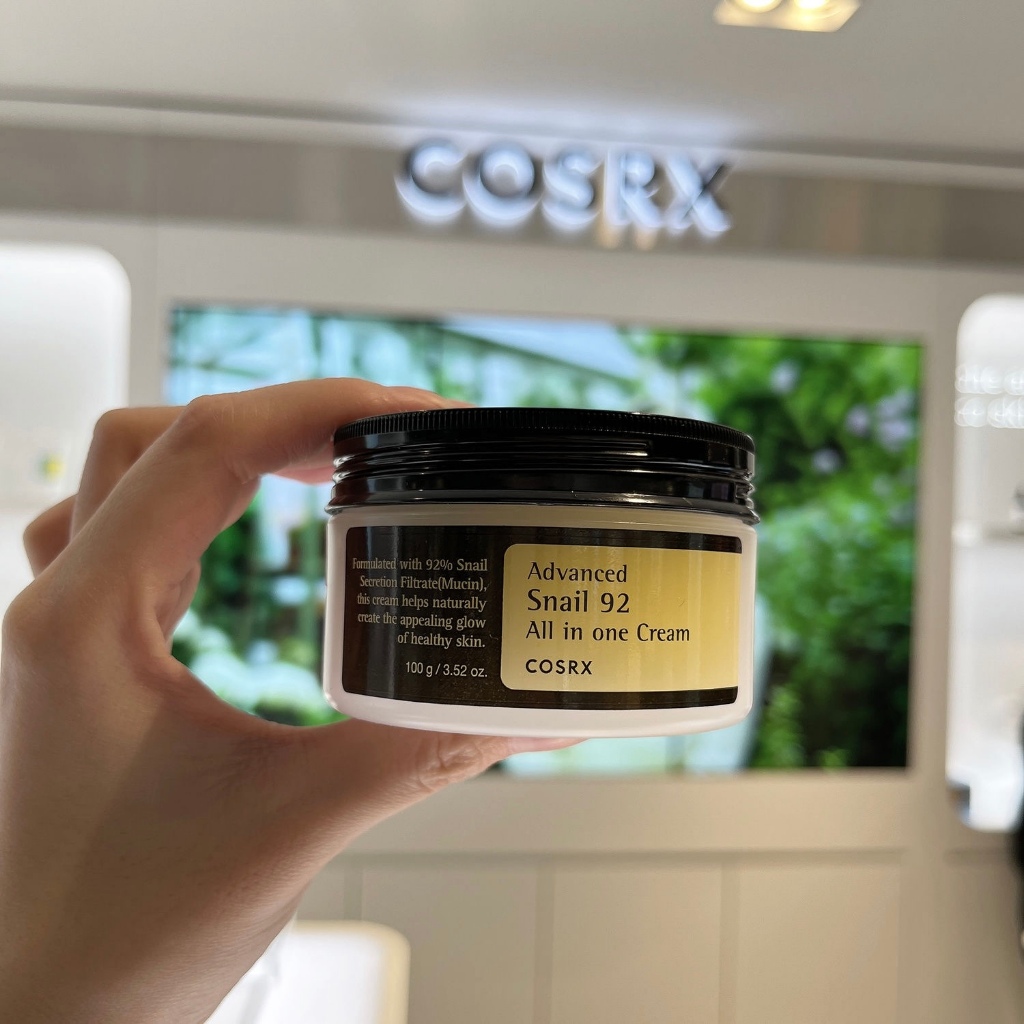 COSRX
Formulated with 92% Snail
Secretion Filtrate(Mucin),
this cream helps naturally
create the appealing glow
of healthy skin.
100 g / 3.52 oz.
Advanced
Snail 92
All in one Cream
COSRX